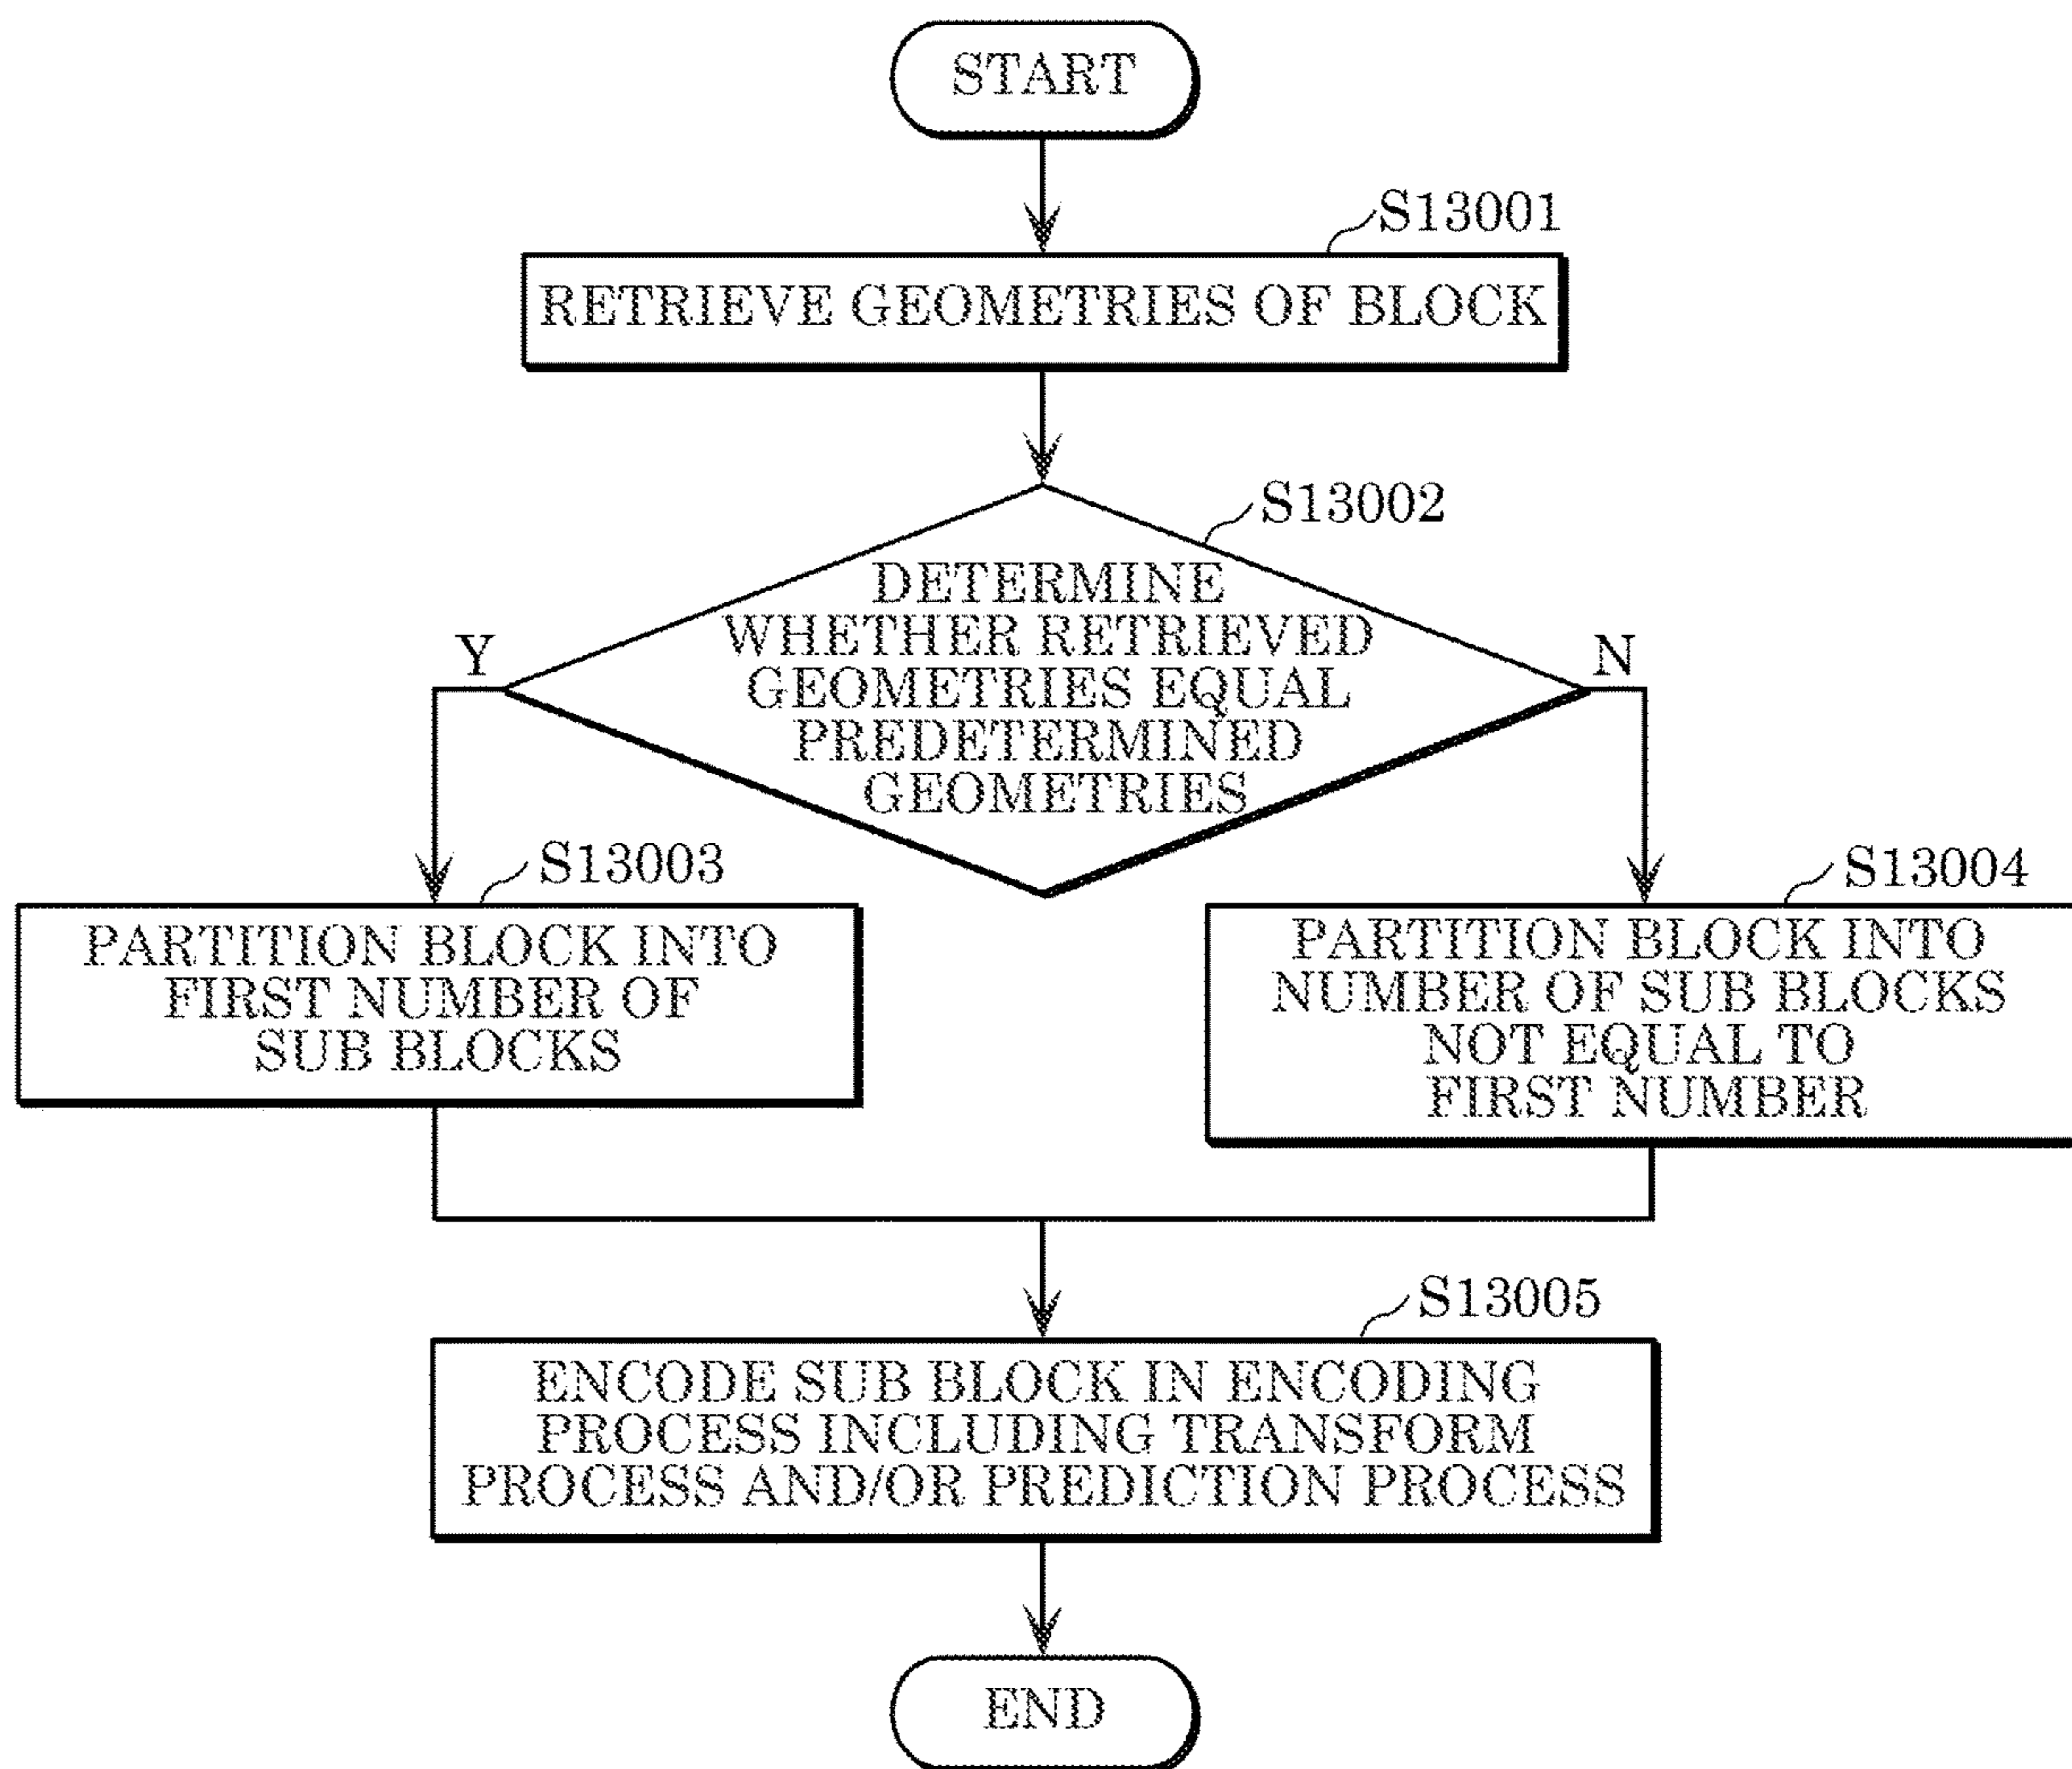 START
S13001
RETRIEVE GEOMETRIES OF BLOCK
S13002
DETERMINE
WHETHER RETRIEVED
GEOMETRIES EQUAL
PREDETERMINED
GEOMETRIES
Y
N
S13003
PARTITION BLOCK INTO
FIRST NUMBER OF
SUB BLOCKS
S13004
PARTITION BLOCK INTO
NUMBER OF SUB BLOCKS
NOT EQUAL TO
FIRST NUMBER
S13005
ENCODE SUB BLOCK IN ENCODING
PROCESS INCLUDING TRANSFORM
PROCESS AND/OR PREDICTION PROCESS
END